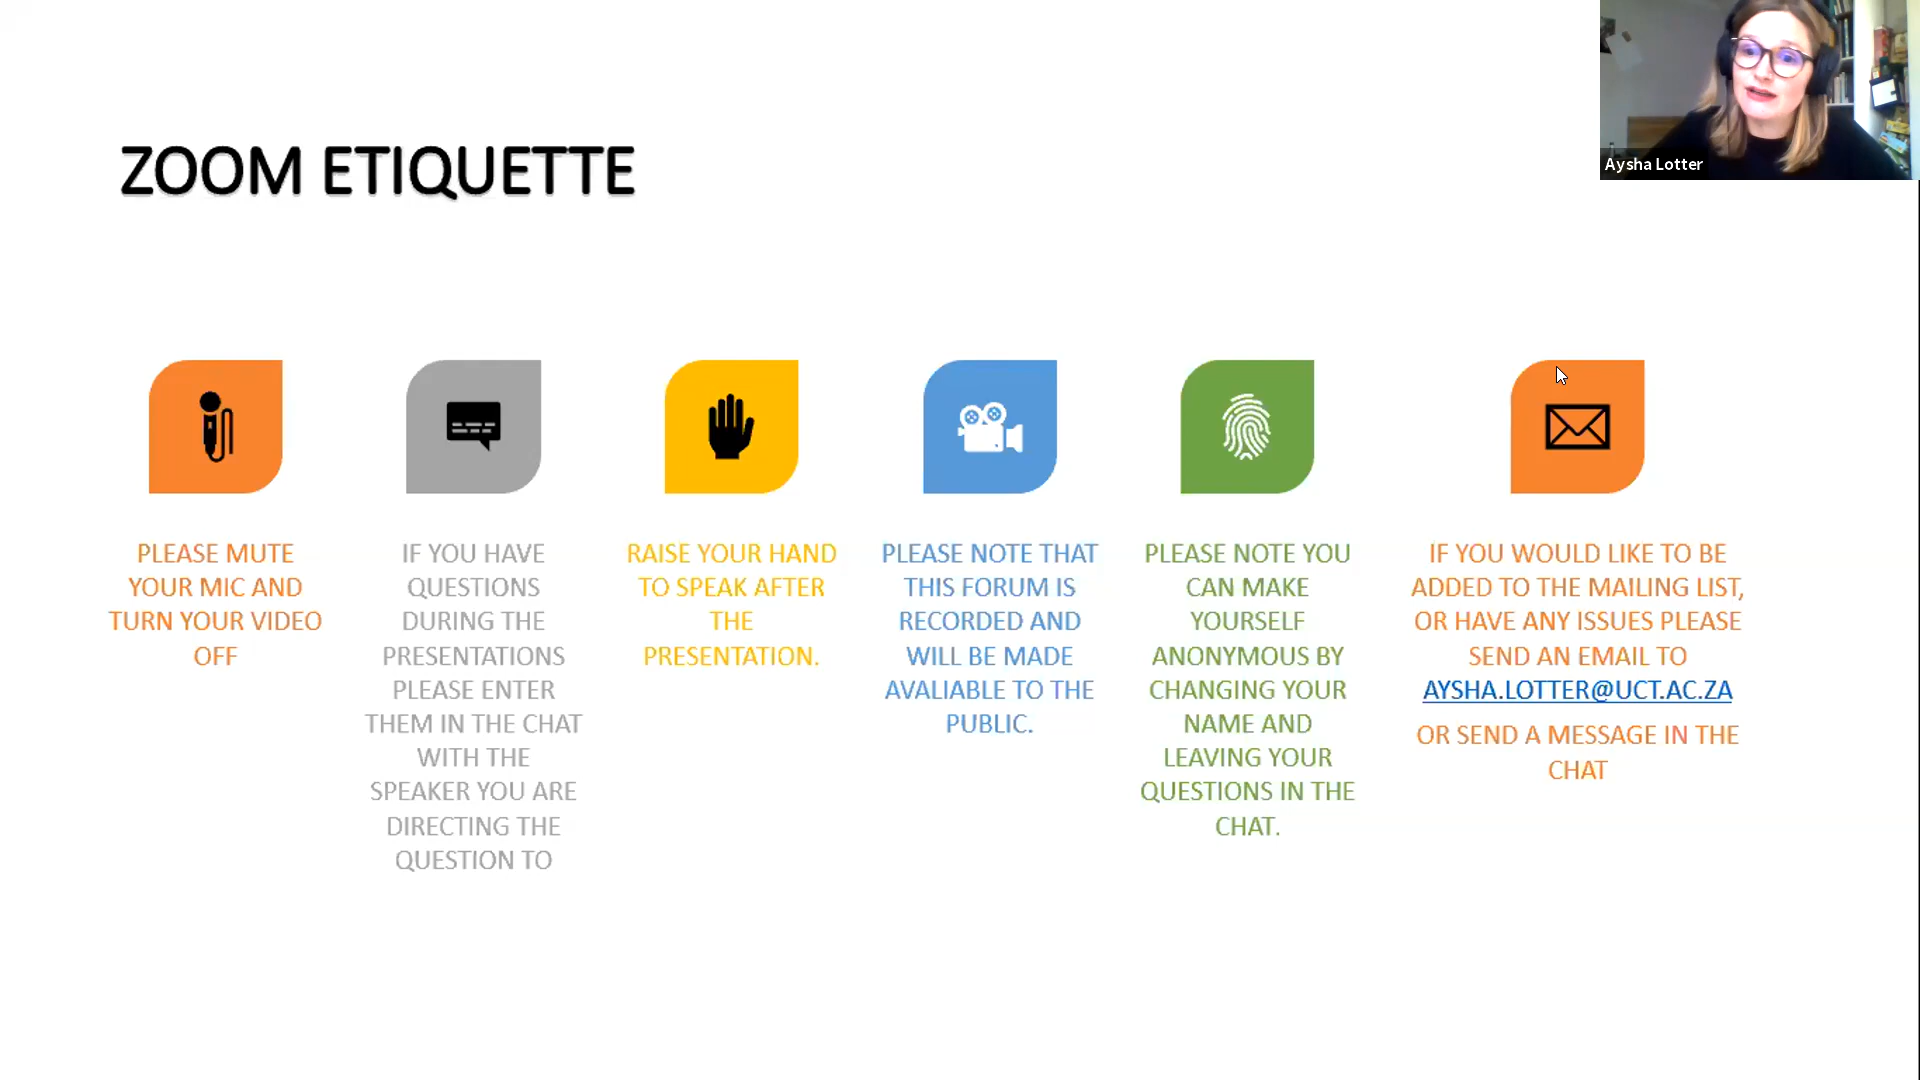 Aysha Lotter
ZOOM ETIQUETTE
PLEASE MUTE
YOUR MIC AND
TURN YOUR VIDEO
OFF
IF YOU HAVE
QUESTIONS
DURING THE
PRESENTATIONS
PLEASE ENTER
THEM IN THE CHAT
WITH THE
SPEAKER YOU ARE
DIRECTING THE
QUESTION TO
RAISE YOUR HAND
TO SPEAK AFTER
THE
PRESENTATION.
PLEASE NOTE THAT
THIS FORUM IS
RECORDED AND
WILL BE MADE
AVALIABLE TO THE
PUBLIC.
PLEASE NOTE YOU
CAN MAKE
YOURSELF
ANONYMOUS BY
CHANGING YOUR
NAME AND
LEAVING YOUR
QUESTIONS IN THE
CHAT.
IF YOU WOULD LIKE TO BE
ADDED TO THE MAILING LIST,
OR HAVE ANY ISSUES PLEASE
SEND AN EMAIL TO
AYSHA.LOTTER@UCT.AC.ZA
OR SEND A MESSAGE IN THE
CHAT